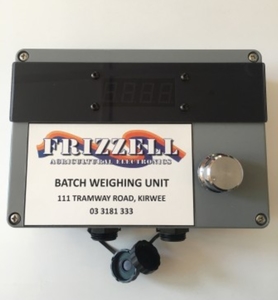 FRIZZELL
AGRICULTURAL ELECTRONICS
BATCH WEIGHING UNIT
111 TRAMWAY ROAD, KIRWEE
03 3181 333